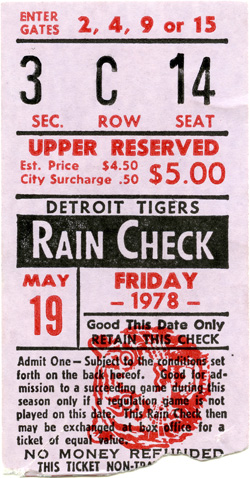 ENTER GATES 2, 4, 9 or 15
3 C 14
SEC. ROW SEAT
UPPER RESERVED
Est. Price $4.50
City Surcharge .50 $5.00
DETROIT TIGERS
RAIN CHECK
MAY 19
FRIDAY
-1978-
Good This Date Only
RETAIN THIS CHECK
Admit One — Subject to the conditions set
forth on the back hereof. Good for ad-
mission to a succeeding game during this
season only if a regulation game is not
played on this date. This Rain Check then
may be exchanged at box office for a
ticket of equal value.
NO MONEY REFUNDED
THIS TICKET